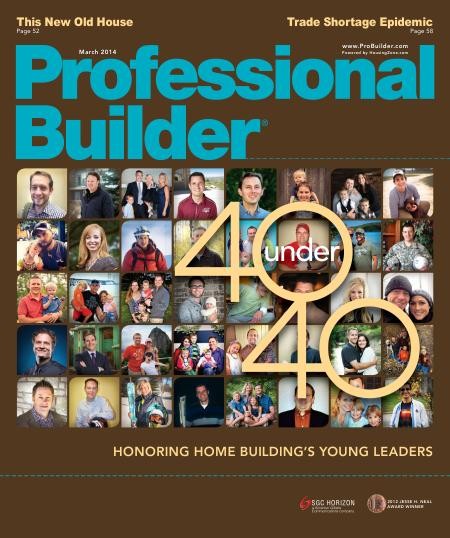 This New Old House
Page 52
Trade Shortage Epidemic
Page 58
March 2014
www.ProBuilder.com
Powered by HousingZone.com
Professional
Builder®
40
under
40
HONORING HOME BUILDING'S YOUNG LEADERS
SGC HORIZON
2012 JESSE H. NEAL
AWARD WINNER